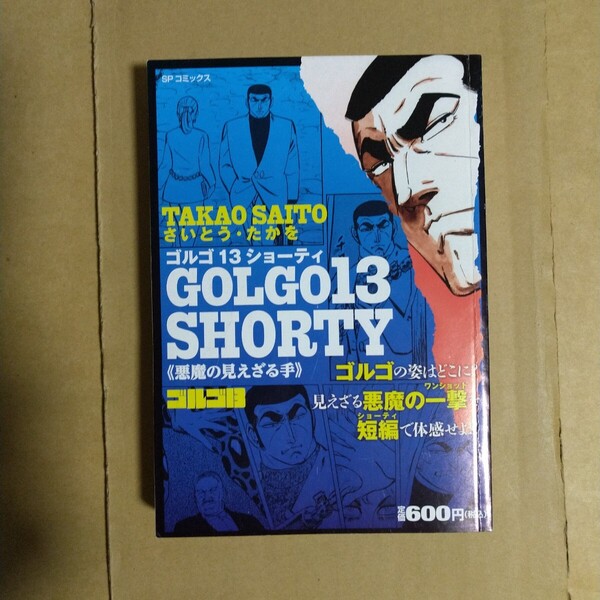 SPコミックス
TAKAO SAITO
さいとう・たかを
ゴルゴ13ショーティ
GOLGO13
SHORTY
《悪魔の見えざる手》
ゴルゴ13
ゴルゴの姿はどこに!
ワンショット
見えざる悪魔の一撃
ショーティ
短編で体感せよ!
定価600円(税込)